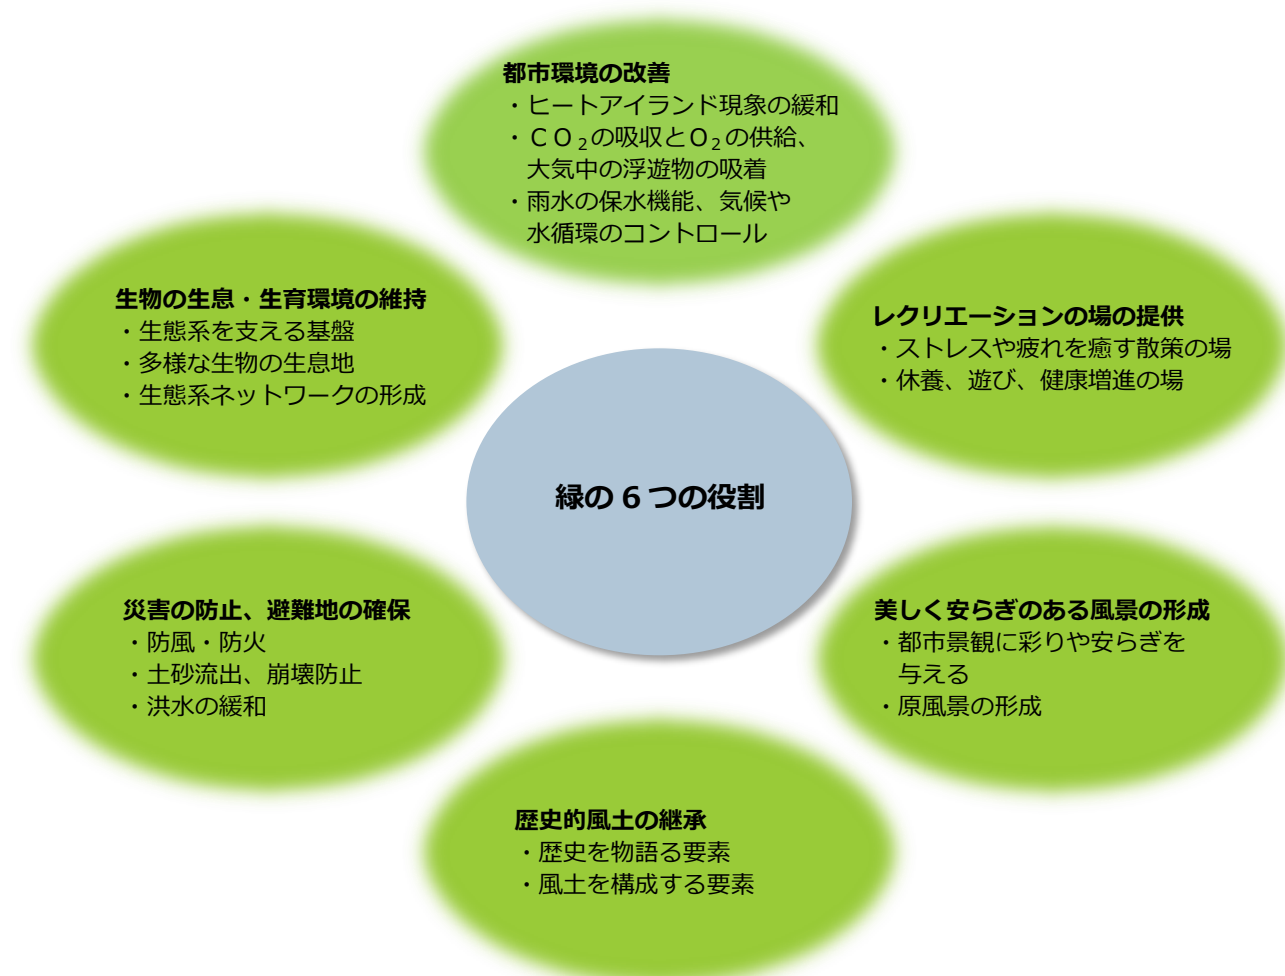 都市環境の改善
・ヒートアイランド現象の緩和
・ＣＯ₂の吸収とＯ₂の供給、
大気中の浮遊物の吸着
・雨水の保水機能、気候や
水循環のコントロール
生物の生息・生育環境の維持
・生態系を支える基盤
・多様な生物の生息地
・生態系ネットワークの形成
レクリエーションの場の提供
・ストレスや疲れを癒す散策の場
・休養、遊び、健康増進の場
緑の６つの役割
災害の防止、避難地の確保
・防風・防火
・土砂流出、崩壊防止
・洪水の緩和
美しく安らぎのある風景の形成
・都市景観に彩りや安らぎを
与える
・原風景の形成
歴史的風土の継承
・歴史を物語る要素
・風土を構成する要素